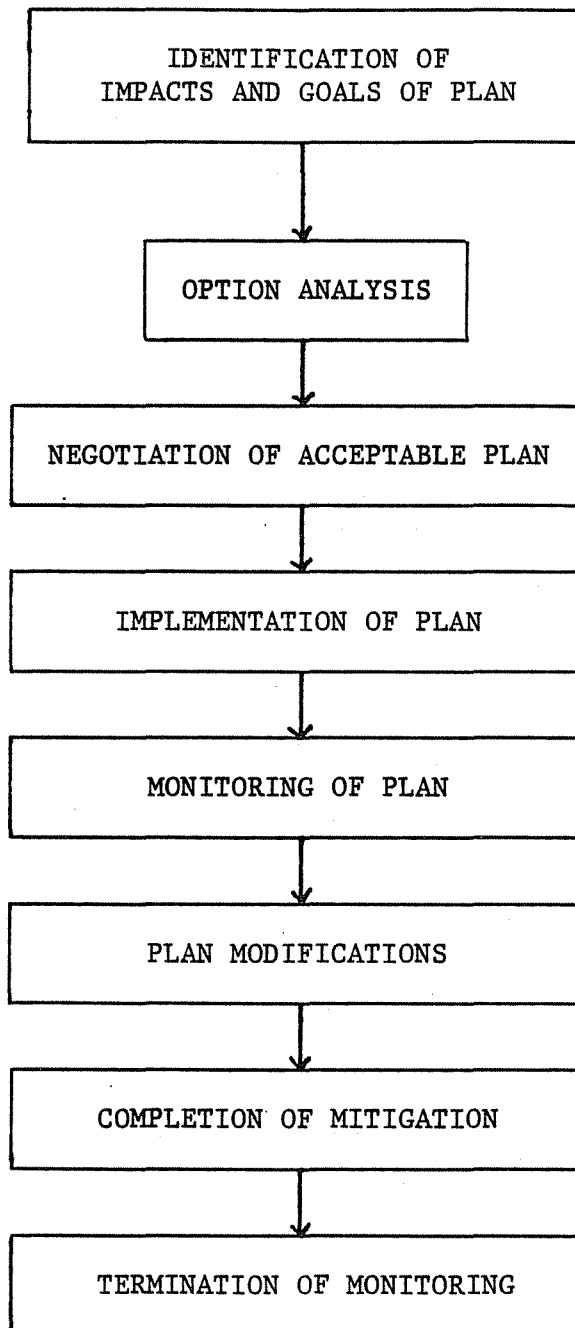 IDENTIFICATION OF
IMPACTS AND GOALS OF PLAN
OPTION ANALYSIS
NEGOTIATION OF ACCEPTABLE PLAN
IMPLEMENTATION OF PLAN
MONITORING OF PLAN
PLAN MODIFICATIONS
COMPLETION OF MITIGATION
TERMINATION OF MONITORING